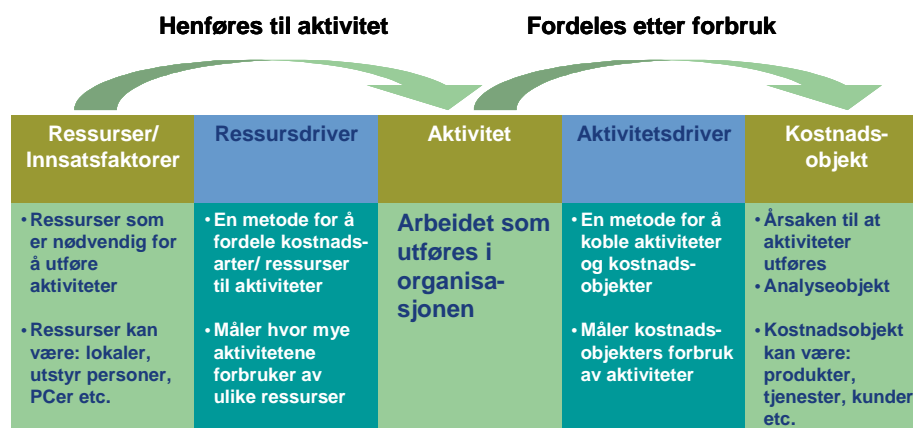 Henføres til aktivitet
Fordeles etter forbruk
Ressurser/
Innsatsfaktorer
Ressursdriver
Aktivitet
Aktivitetsdriver
Kostnads-
objekt
• Ressurser som
er nødvendig for
å utføre
aktiviteter
• Ressurser kan
være: lokaler,
utstyr personer,
PCer etc.
• En metode for å
fordele kostnads-
arter/ ressurser
til aktiviteter
• Måler hvor mye
aktivitetene
forbruker av
ulike ressurser
Arbeidet som
utføres i
organisa-
sjonen
• En metode for å
koble aktiviteter
og kostnads-
objekter
• Måler kostnads-
objekters forbruk
av aktiviteter
• Årsaken til at
aktiviteter
utføres
• Analyseobjekt
• Kostnadsobjekt
kan være:
produkter,
tjenester, kunder
etc.